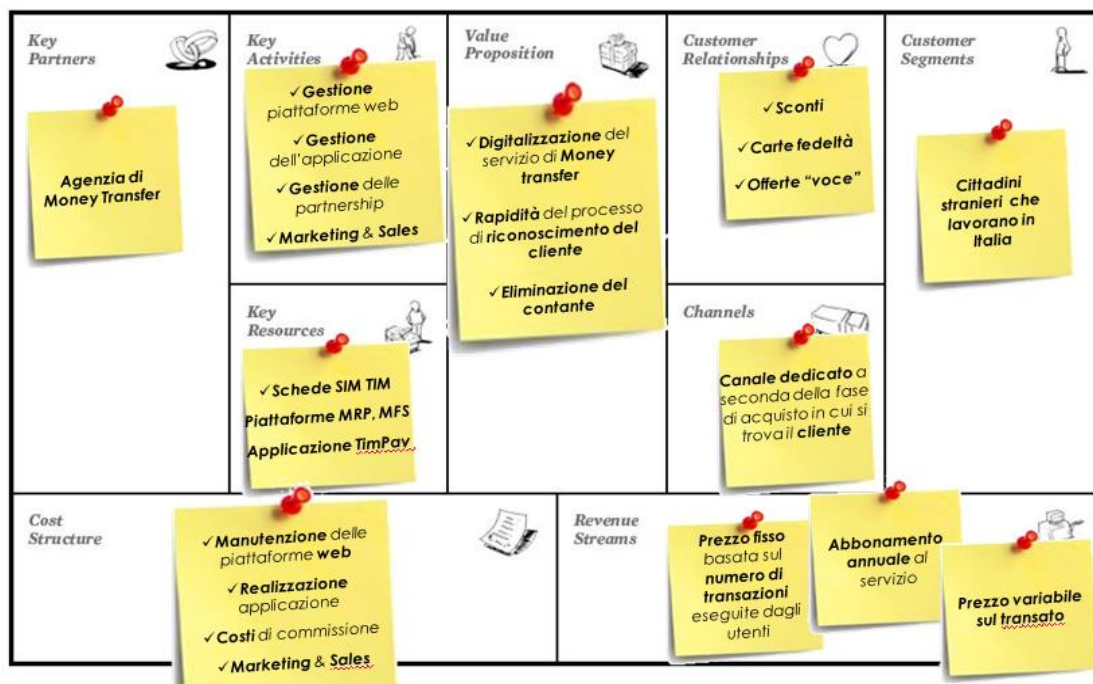 Key
Partners
Agenzia di
Money Transfer
Key
Activities
✓Gestione
piattaforme web
✓Gestione
dell'applicazione
✓Gestione delle
partnership
✓Marketing & Sales
Key
Resources
✓Schede SIM TIM
Piattaforme MRP, MFS
Applicazione TimPay
Value
Proposition
✓Digitalizzazione del
servizio di Money
transfer
✓Rapidità del processo
di riconoscimento del
cliente
✓Eliminazione del
contante
Customer
Relationships
✓Sconti
✓Carte fedeltà
✓Offerte “voce”
Channels
Canale dedicato a
seconda della fase
di acquisto in cui si
trova il cliente
Customer
Segments
Cittadini
stranieri che
lavorano in
Italia
Cost
Structure
✓Manutenzione delle
piattaforme web
✓Realizzazione
applicazione
✓Costi di commissione
✓Marketing & Sales
Revenue
Streams
Prezzo fisso
basata sul
numero di
transazioni
eseguite dagli
utenti
Abbonamento
annuale al
servizio
Prezzo variabile
sul transato